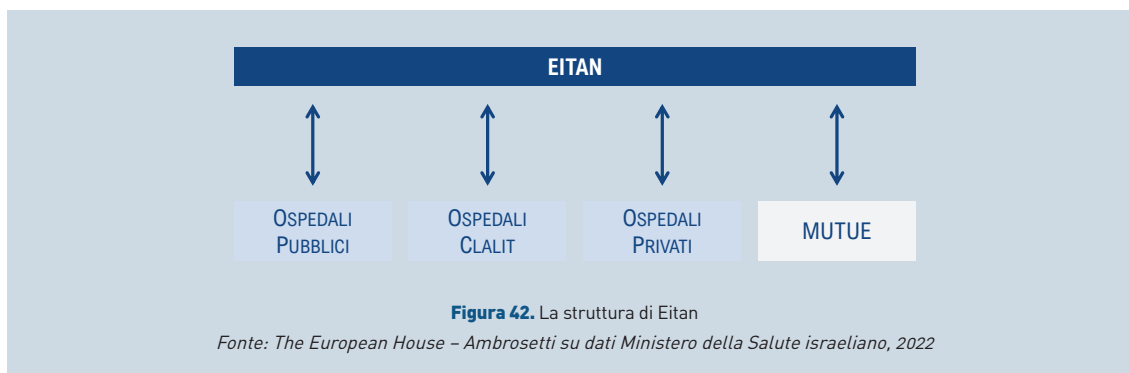 EITAN
OSPEDALI
PUBBLICI
OSPEDALI
CLALIT
OSPEDALI
PRIVATI
MUTUE
Figura 42. La struttura di Eitan
Fonte: The European House – Ambrosetti su dati Ministero della Salute israeliano, 2022